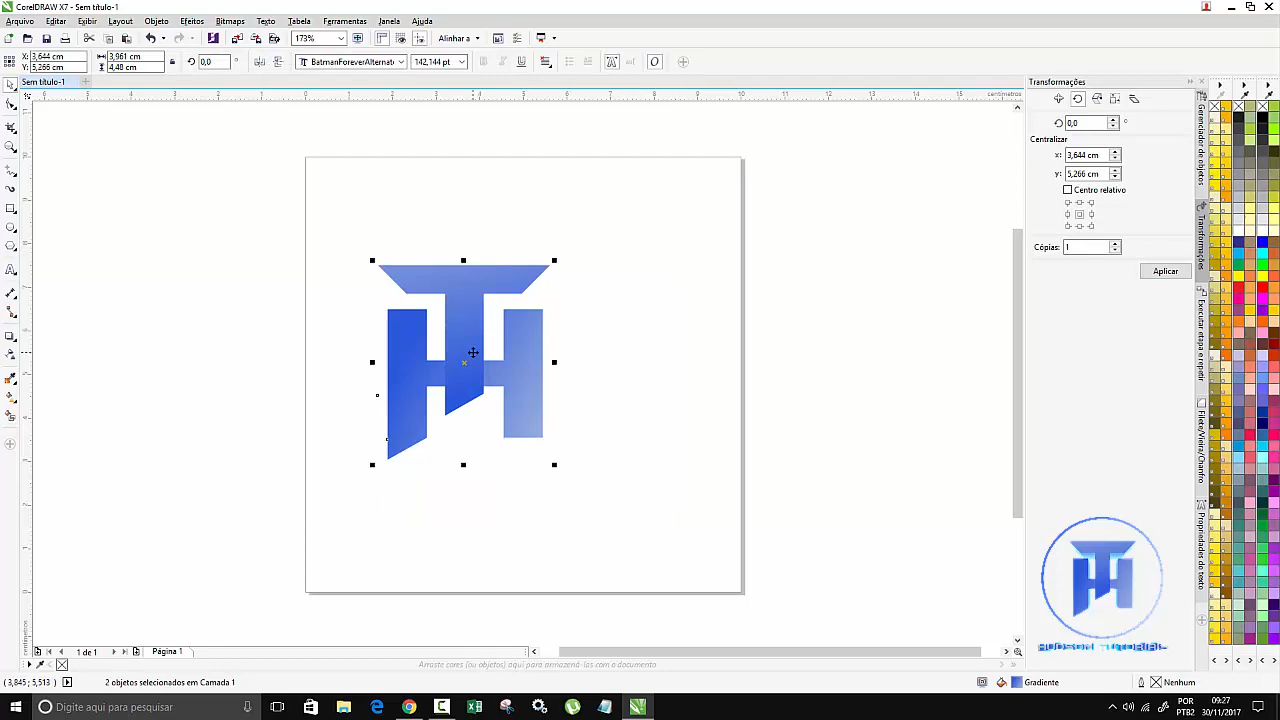 CorelDRAW X7 - Sem título-1
Arquivo Editar Exibir Layout Objeto Efeitos Bitmaps Texto Tabela Ferramentas Janela Ajuda
173% Alinhar a
X: 3,644 cm 3,961 cm 0,0 ° BatmanForeverAlternat 142,144 pt
Y: 5,266 cm 4,48 cm
Sem título-1
Transformações
0,0 °
Centralizar
x: 3,644 cm
y: 5,266 cm
Centro relativo
Cópias: 1
Aplicar
Gerenciador de objetos
Transformações
Executar etapa e repetir
Filete/Vieira/Chanfro
Propriedades do texto
centímetros
centímetros
TH
TH
HUDSON TUTORIAL
1 de 1 Página 1
Arraste cores (ou objetos) aqui para armazená-las com o documento
(3,845; 5,513) 2 objetos selecionados em Camada 1 Gradiente Nenhum
Digite aqui para pesquisar
POR 09:27
PTB2 30/11/2017